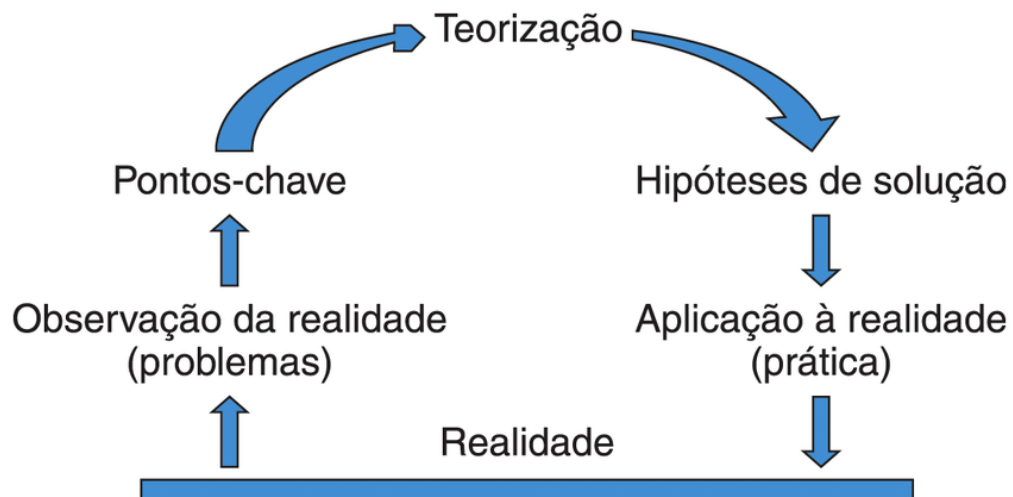 Teorização
Pontos-chave
Hipóteses de solução
Observação da realidade
(problemas)
Aplicação à realidade
(prática)
Realidade